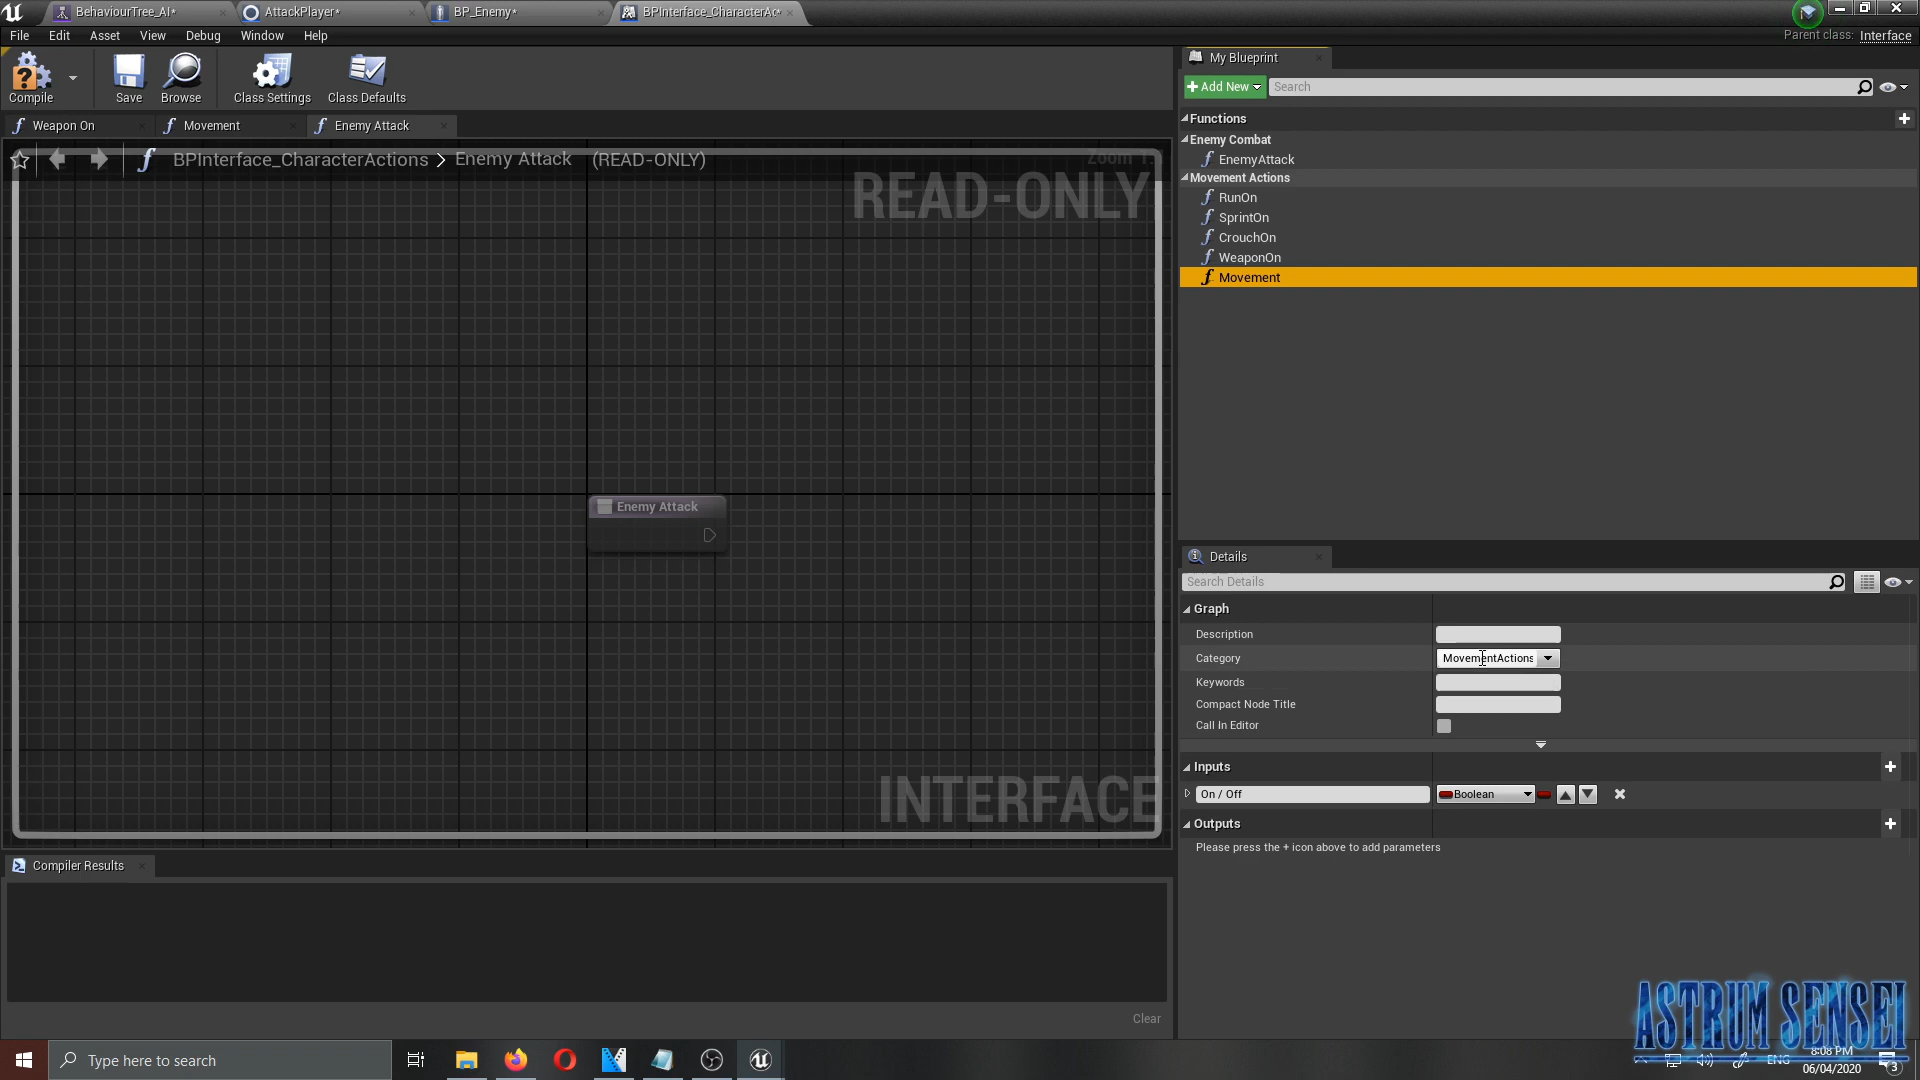 BehaviourTree_AI*
AttackPlayer*
BP_Enemy*
BPInterface_CharacterAc*
File
Edit
Asset
View
Debug
Window
Help
Parent class: Interface
Compile
Save
Browse
Class Settings
Class Defaults
Weapon On
Movement
Enemy Attack
BPInterface_CharacterActions > Enemy Attack (READ-ONLY)
READ-ONLY
Enemy Attack
INTERFACE
Compiler Results
Clear
My Blueprint
Add New
Search
Functions
Enemy Combat
EnemyAttack
Movement Actions
RunOn
SprintOn
CrouchOn
WeaponOn
Movement
Details
Search Details
Graph
Description
Category
MovementActions
Keywords
Compact Node Title
Call In Editor
Inputs
On / Off
Boolean
Outputs
Please press the + icon above to add parameters
ASTRUM SENSEI
Type here to search
ENG
8:08 PM
06/04/2020
3